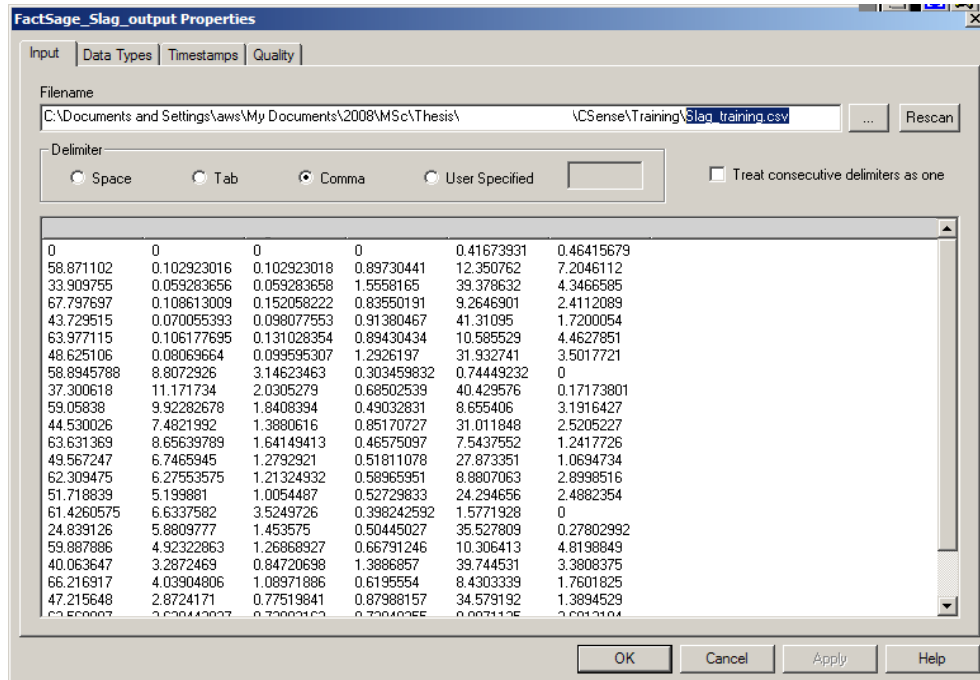 FactSage_Slag_output Properties
Input Data Types Timestamps Quality
Filename
C:\Documents and Settings\aws\My Documents\2008\MSc\Thesis\ \CSense\Training\Slag_training.csv ... Rescan
Delimiter
Space Tab Comma User Specified Treat consecutive delimiters as one
0 0 0 0 0.41673931 0.46415679
58.871102 0.102923016 0.102923018 0.89730441 12.350762 7.2046112
33.909755 0.059283656 0.059283658 1.5558165 39.378632 4.3466585
67.797697 0.108613009 0.152058222 0.83550191 9.2646901 2.4112089
43.729515 0.070055393 0.098077553 0.91380467 41.31095 1.7200054
63.977115 0.106177695 0.131028354 0.89430434 10.585529 4.4627851
48.625106 0.08069664 0.099595307 1.2926197 31.932741 3.5017721
58.8945788 8.8072926 3.14623463 0.303459832 0.74449232 0
37.300618 11.171734 2.0305279 0.68502539 40.429576 0.17173801
59.05838 9.92282678 1.8408394 0.49032831 8.655406 3.1916427
44.530026 7.4821992 1.3880616 0.85170727 31.011848 2.5205227
63.631369 8.65639789 1.64149413 0.46575097 7.5437552 1.2417726
49.567247 6.7465945 1.2792921 0.51811078 27.873351 1.0694734
62.309475 6.27553575 1.21324932 0.58965951 8.8807063 2.8998516
51.718839 5.199881 1.0054487 0.52729833 24.294656 2.4882354
61.4260575 6.6337582 3.5249726 0.398242592 1.5771928 0
24.839126 5.8809777 1.453575 0.50445027 35.527809 0.27802992
59.887886 4.92322863 1.26868927 0.66791246 10.306413 4.8198849
40.063647 3.2872469 0.84720698 1.3886857 39.744531 3.3808375
66.216917 4.03904806 1.08971886 0.6195554 8.4303339 1.7601825
47.215648 2.8724171 0.77519841 0.87988157 34.579192 1.3894529
OK Cancel Apply Help